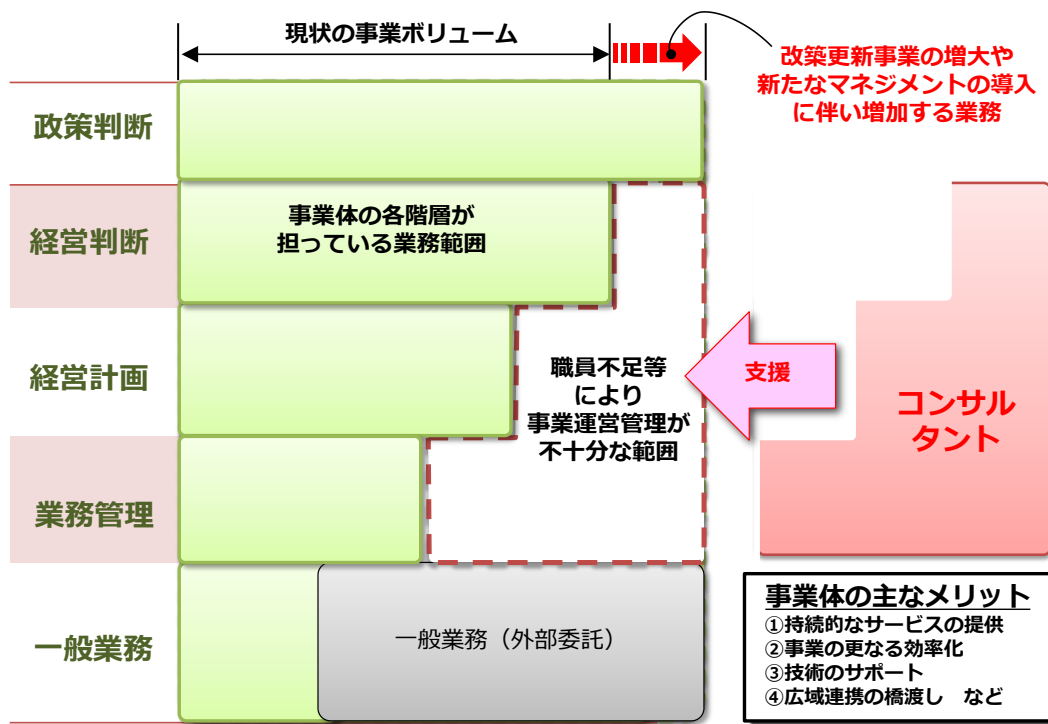 現状の事業ボリューム
改築更新事業の増大や
新たなマネジメントの導入
に伴い増加する業務
政策判断
経営判断
事業体の各階層が
担っている業務範囲
経営計画
職員不足等
により
事業運営管理が
不十分な範囲
支援
コンサル
タント
業務管理
一般業務
一般業務（外部委託）
事業体の主なメリット
①持続的なサービスの提供
②事業の更なる効率化
③技術のサポート
④広域連携の橋渡し　など